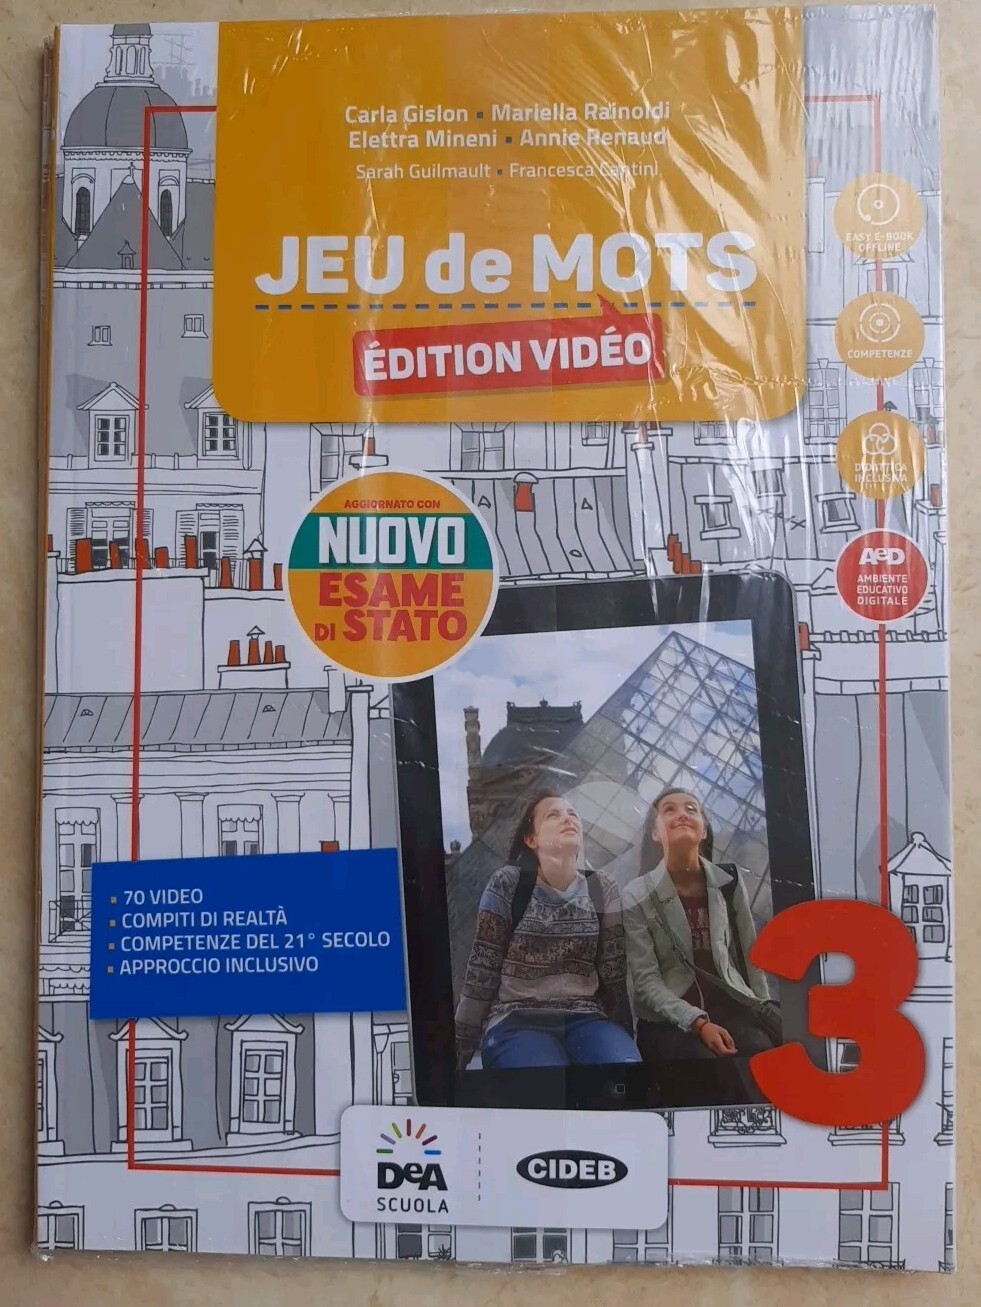 Carla Gislon ▪ Mariella Rainoldi
Elettra Mineni ▪ Annie Renaud
Sarah Guilmault ▪ Francesca Cantini
JEU de MOTS
ÉDITION VIDÉO
EASY E-BOOK
OFFLINE
COMPETENZE
DIDATTICA
INCLUSIVA
AeD
AMBIENTE
EDUCATIVO
DIGITALE
AGGIORNATO CON
NUOVO
ESAME
DI STATO
▪ 70 VIDEO
▪ COMPITI DI REALTÀ
▪ COMPETENZE DEL 21° SECOLO
▪ APPROCCIO INCLUSIVO
3
DeA
SCUOLA
CIDEB